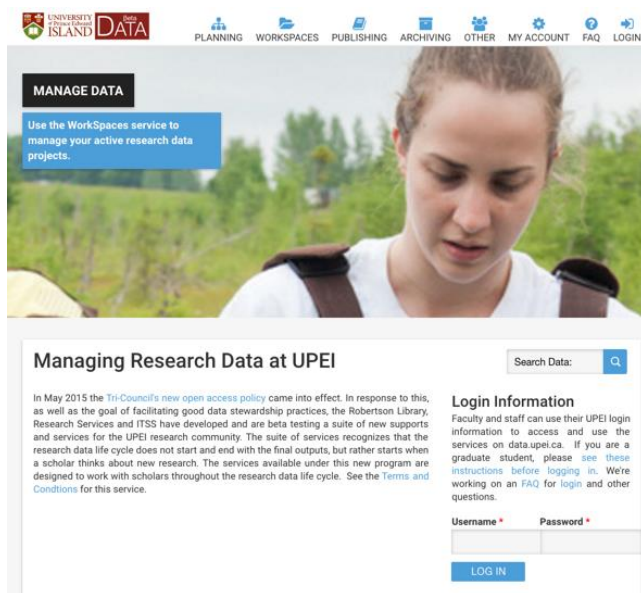 UNIVERSITY
of Prince Edward
ISLAND
DATA
Beta
PLANNING
WORKSPACES
PUBLISHING
ARCHIVING
OTHER
MY ACCOUNT
FAQ
LOGIN
MANAGE DATA
Use the WorkSpaces service to
manage your active research data
projects.
Managing Research Data at UPEI
In May 2015 the Tri-Council's new open access policy came into effect. In response to this,
as well as the goal of facilitating good data stewardship practices, the Robertson Library,
Research Services and ITSS have developed and are beta testing a suite of new supports
and services for the UPEI research community. The suite of services recognizes that the
research data life cycle does not start and end with the final outputs, but rather starts when
a scholar thinks about new research. The services available under this new program are
designed to work with scholars throughout the research data life cycle. See the Terms and
Condtions for this service.
Search Data:
Login Information
Faculty and staff can use their UPEI login
information to access and use the
services on data.upei.ca. If you are a
graduate student, please see these
instructions before logging in. We're
working on an FAQ for login and other
questions.
Username *
Password *
LOG IN